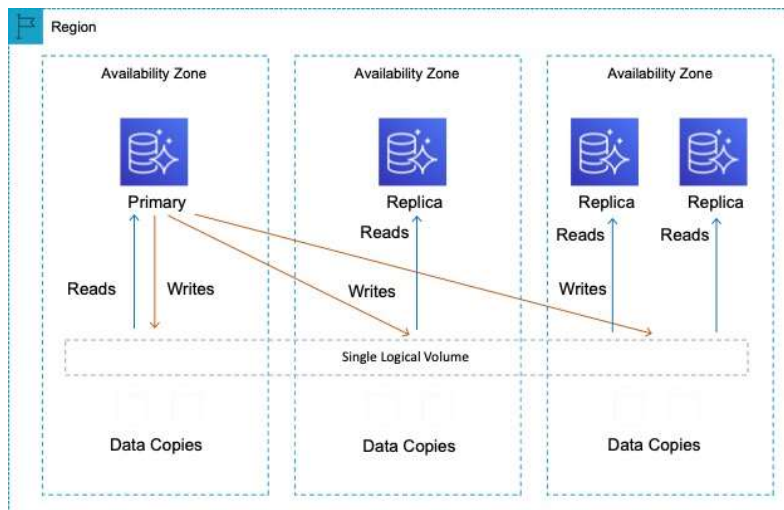 Region
Availability Zone
Availability Zone
Availability Zone
Primary
Replica
Replica
Replica
Reads
Writes
Reads
Writes
Reads
Writes
Reads
Single Logical Volume
Data Copies
Data Copies
Data Copies